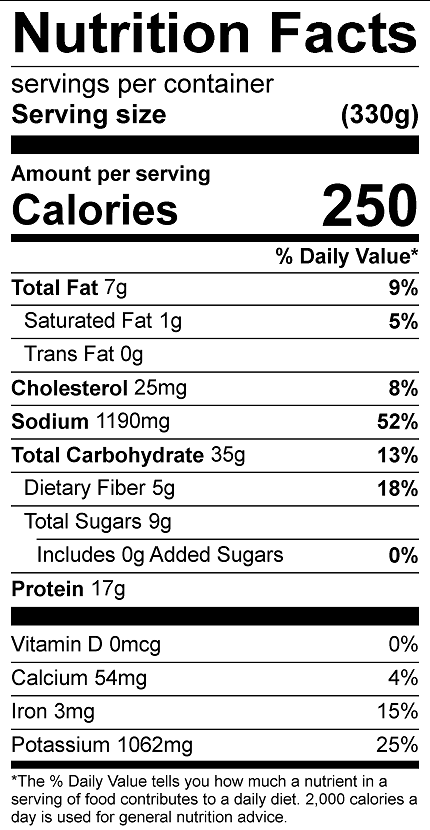 Nutrition Facts
servings per container
Serving size (330g)
Amount per serving
Calories 250
% Daily Value*
Total Fat 7g 9%
Saturated Fat 1g 5%
Trans Fat 0g
Cholesterol 25mg 8%
Sodium 1190mg 52%
Total Carbohydrate 35g 13%
Dietary Fiber 5g 18%
Total Sugars 9g
Includes 0g Added Sugars 0%
Protein 17g
Vitamin D 0mcg 0%
Calcium 54mg 4%
Iron 3mg 15%
Potassium 1062mg 25%
*The % Daily Value tells you how much a nutrient in a
serving of food contributes to a daily diet. 2,000 calories a
day is used for general nutrition advice.